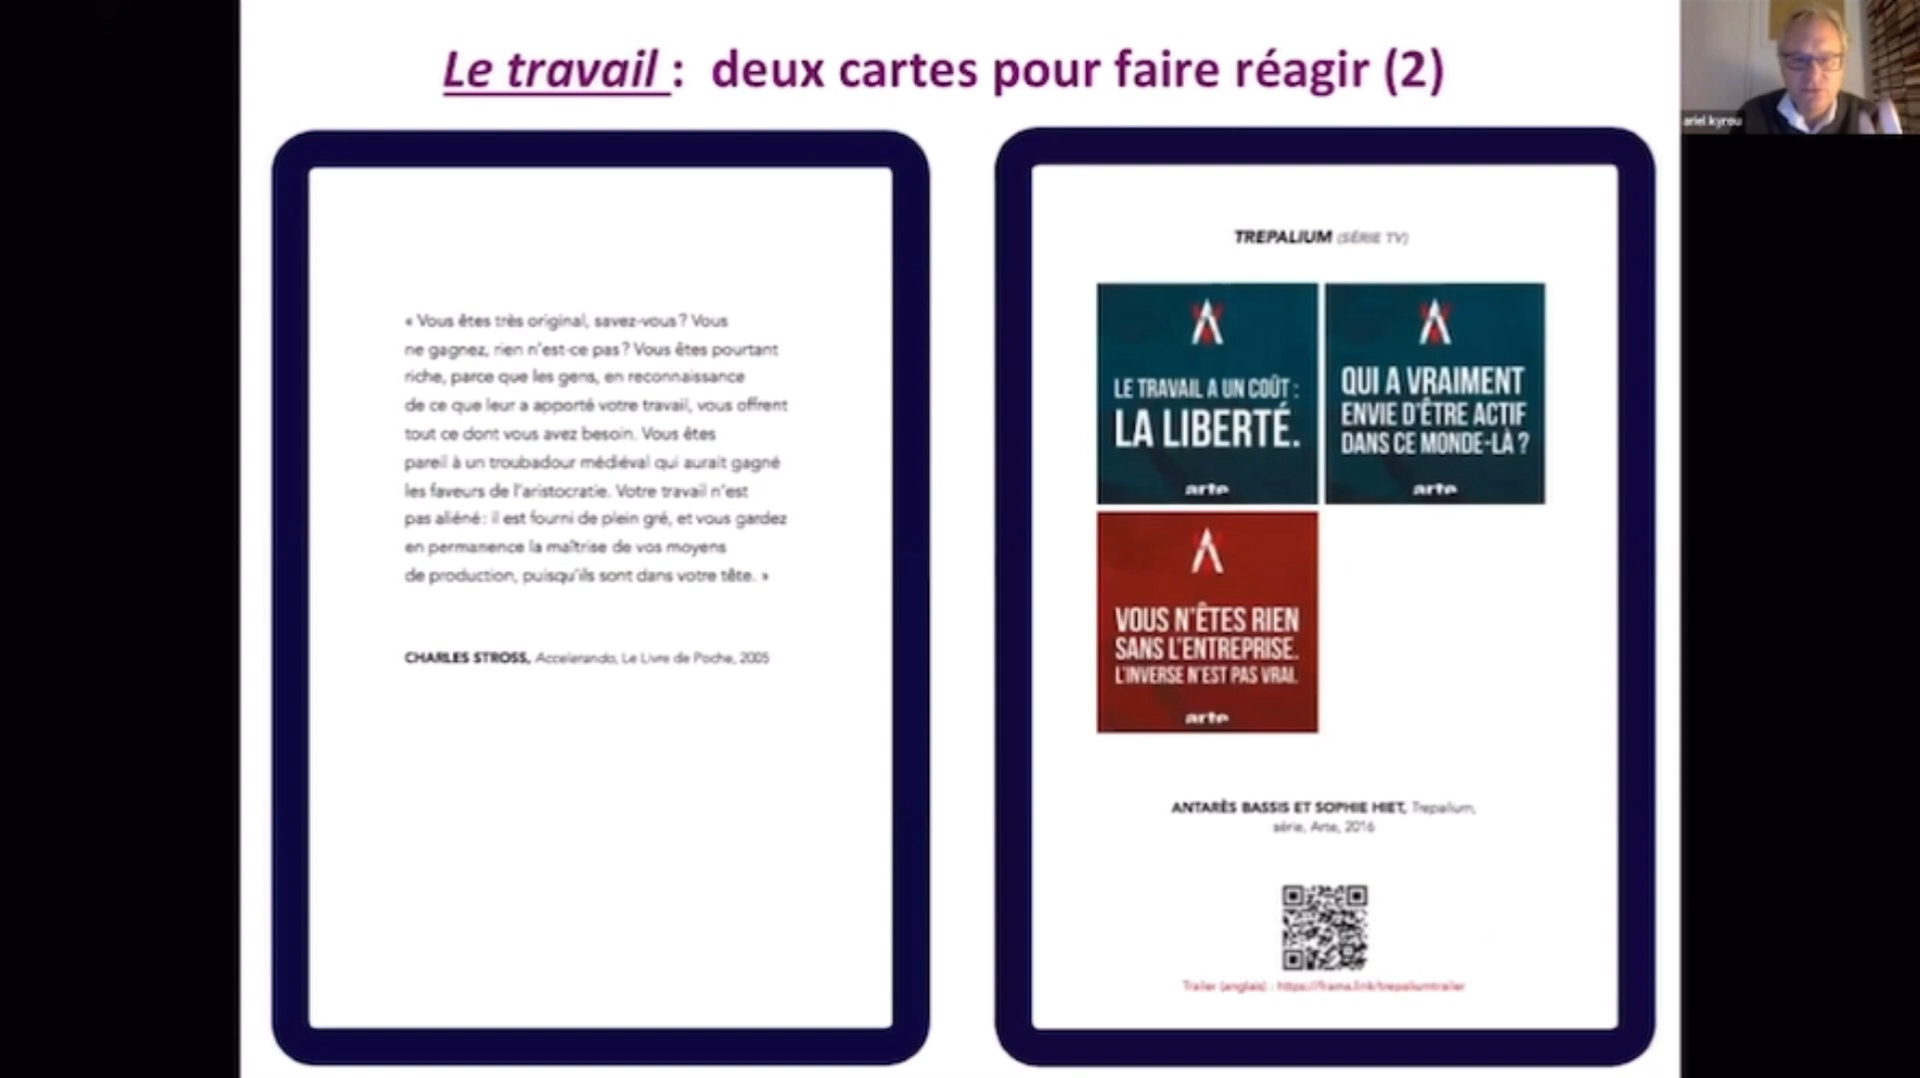 Le travail : deux cartes pour faire réagir (2)
ariel kyrou
« Vous êtes très original, savez-vous ? Vous
ne gagnez, rien n'est-ce pas ? Vous êtes pourtant
riche, parce que les gens, en reconnaissance
de ce que leur a apporté votre travail, vous offrent
tout ce dont vous avez besoin. Vous êtes
pareil à un troubadour médiéval qui aurait gagné
les faveurs de l'aristocratie. Votre travail n'est
pas aliéné : il est fourni de plein gré, et vous gardez
en permanence la maîtrise de vos moyens
de production, puisqu'ils sont dans votre tête. »
CHARLES STROSS, Accelerando, Le Livre de Poche, 2005
TREPALIUM (SÉRIE TV)
LE TRAVAIL A UN COÛT :
LA LIBERTÉ.
arte
QUI A VRAIMENT
ENVIE D'ÊTRE ACTIF
DANS CE MONDE-LÀ ?
arte
VOUS N'ÊTES RIEN
SANS L'ENTREPRISE.
L'INVERSE N'EST PAS VRAI.
arte
ANTARÈS BASSIS ET SOPHIE HIET, Trepalium,
série, Arte, 2016
Trailer (anglais) : https://frama.link/trepaliumtrailer